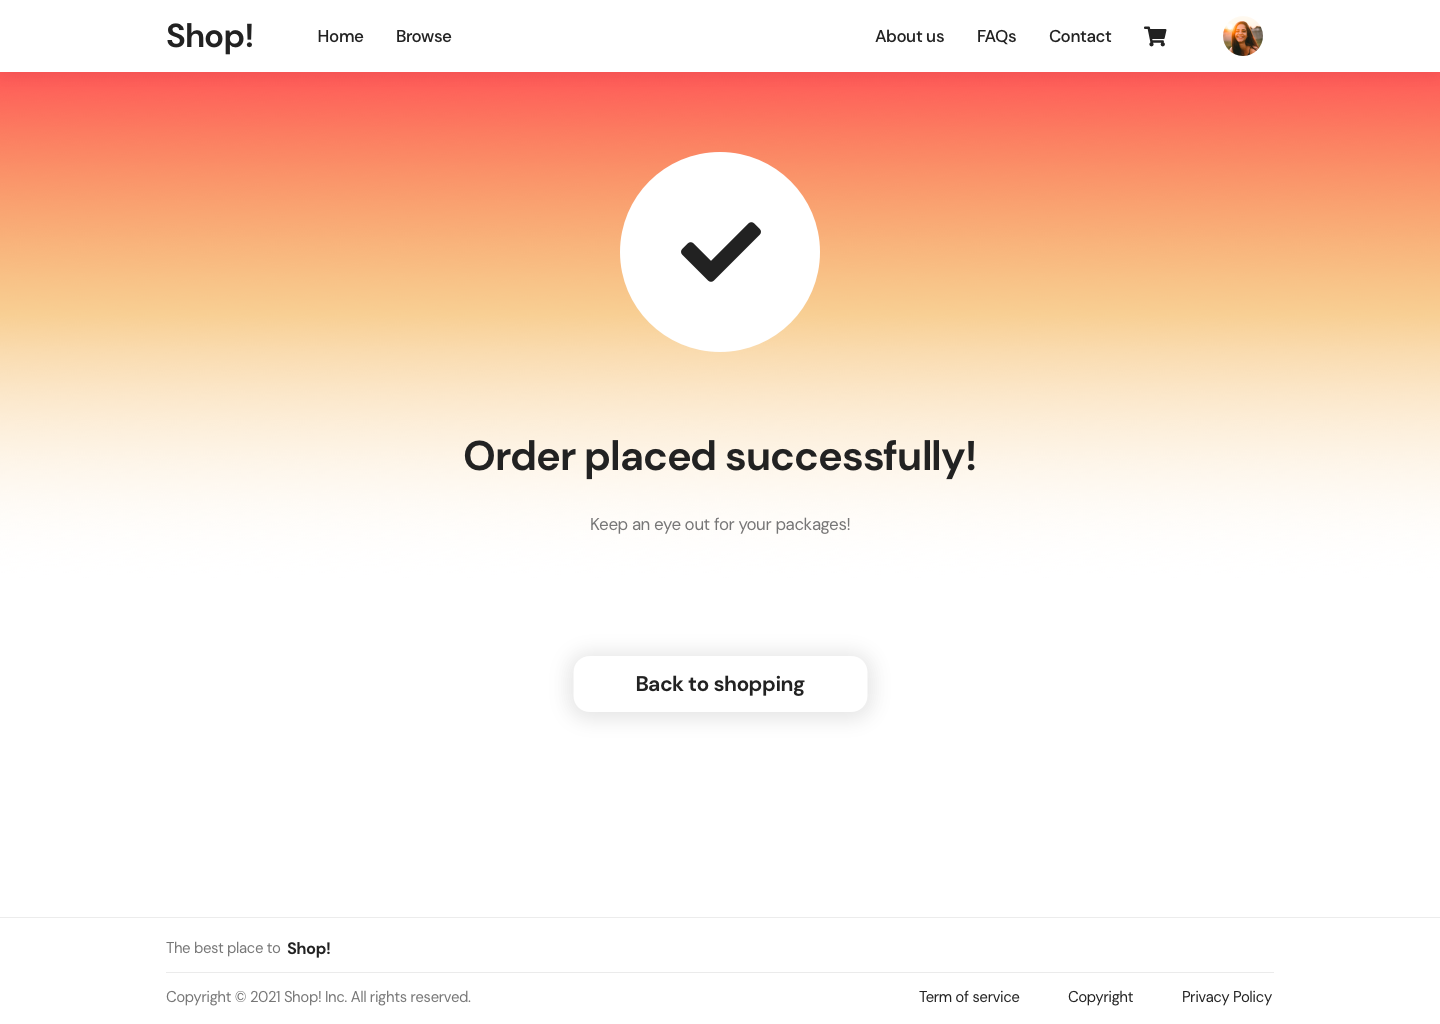 Shop! Home Browse About us FAQs Contact
Order placed successfully!
Keep an eye out for your packages!
Back to shopping
The best place to Shop!
Copyright © 2021 Shop! Inc. All rights reserved. Term of service Copyright Privacy Policy